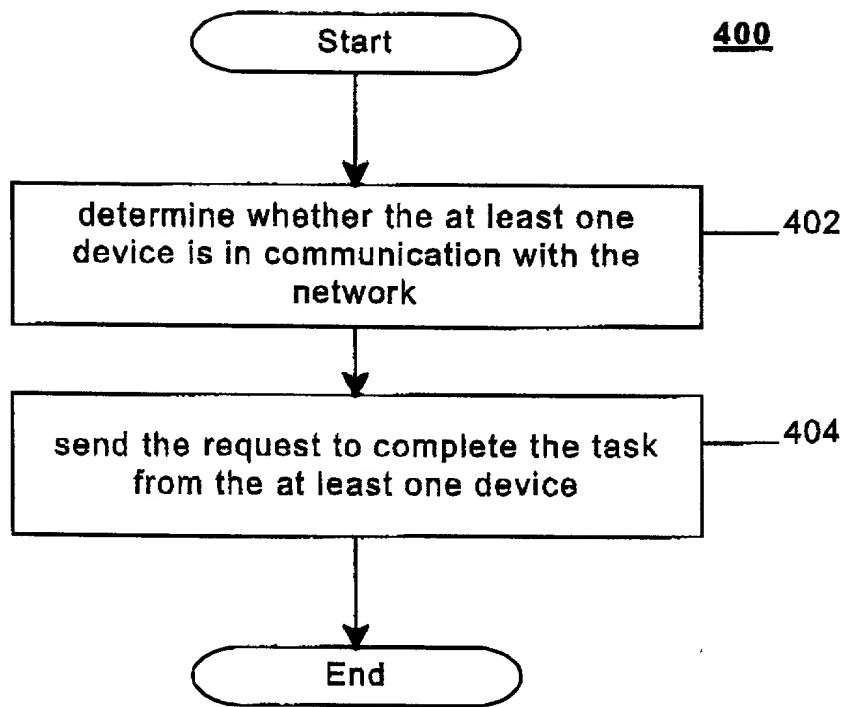 Start
400
determine whether the at least one
device is in communication with the
network
402
send the request to complete the task
from the at least one device
404
End